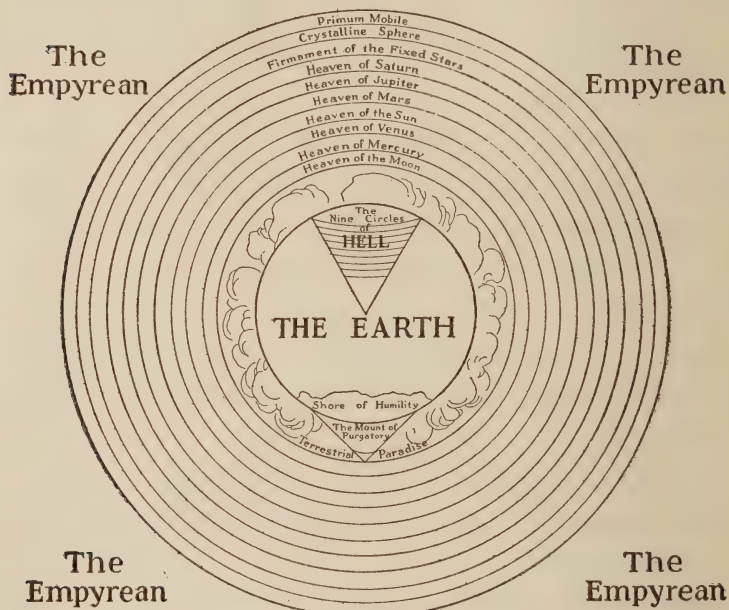 The
Empyrean
The
Empyrean
Primum Mobile
Crystalline Sphere
Firmament of the Fixed Stars
Heaven of Saturn
Heaven of Jupiter
Heaven of Mars
Heaven of the Sun
Heaven of Venus
Heaven of Mercury
Heaven of the Moon
The
Nine Circles
of
HELL
THE EARTH
Shore of Humility
The Mount of
Purgatory
Terrestrial Paradise
The
Empyrean
The
Empyrean